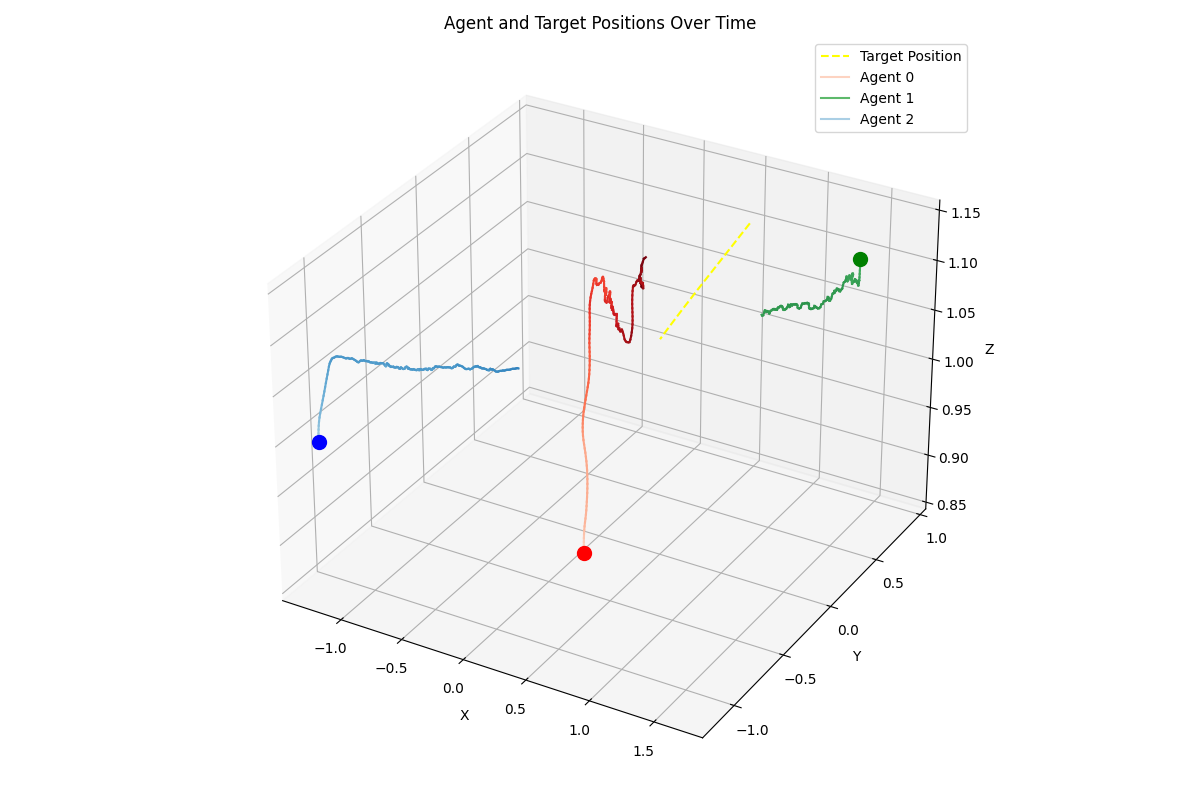 Agent and Target Positions Over Time
Target Position
Agent 0
Agent 1
Agent 2
1.15
1.10
1.05
1.00
0.95
0.90
0.85
Z
1.0
0.5
0.0
−0.5
−1.0
Y
−1.0
−0.5
0.0
0.5
1.0
1.5
X